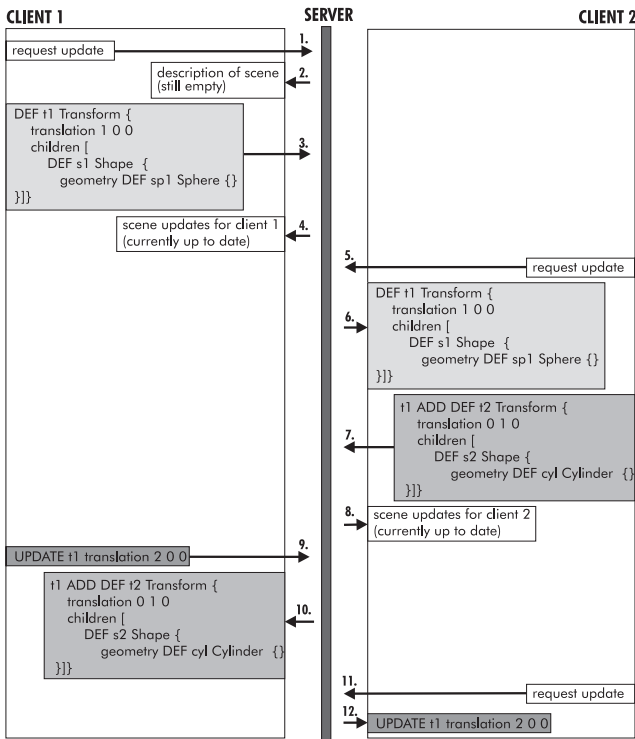 CLIENT 1 SERVER CLIENT 2
1.
request update
2.
description of scene
(still empty)
DEF t1 Transform {
translation 1 0 0
children [
DEF s1 Shape {
geometry DEF sp1 Sphere {}
}]}
3.
4.
scene updates for client 1
(currently up to date)
5.
request update
6.
DEF t1 Transform {
translation 1 0 0
children [
DEF s1 Shape {
geometry DEF sp1 Sphere {}
}]}
7.
t1 ADD DEF t2 Transform {
translation 0 1 0
children [
DEF s2 Shape {
geometry DEF cyl Cylinder {}
}]}
8.
scene updates for client 2
(currently up to date)
9.
UPDATE t1 translation 2 0 0
10.
t1 ADD DEF t2 Transform {
translation 0 1 0
children [
DEF s2 Shape {
geometry DEF cyl Cylinder {}
}]}
11.
request update
12.
UPDATE t1 translation 2 0 0